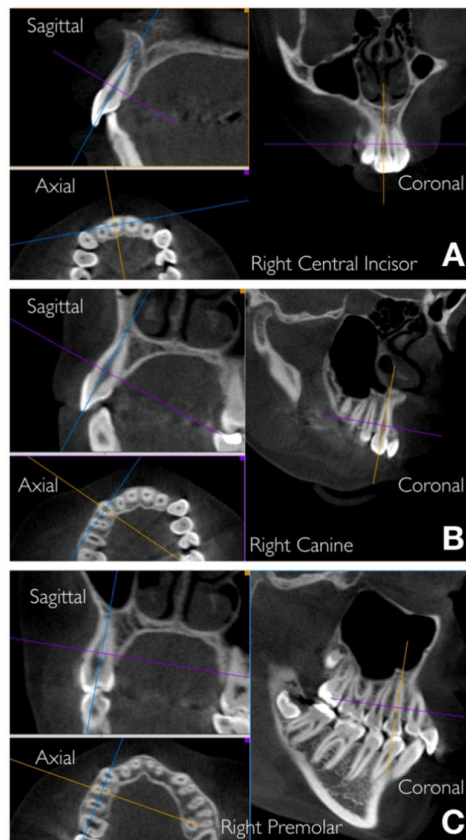 Sagittal
Axial
Coronal
Right Central Incisor
A
Sagittal
Axial
Coronal
Right Canine
B
Sagittal
Axial
Coronal
Right Premolar
C